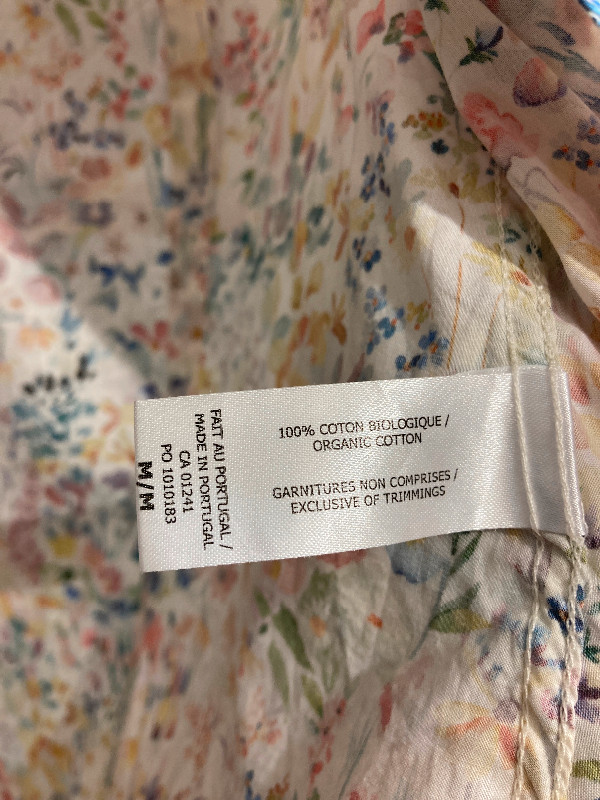 100% COTON BIOLOGIQUE /
ORGANIC COTTON
GARNITURES NON COMPRISES /
EXCLUSIVE OF TRIMMINGS
FAIT AU PORTUGAL /
MADE IN PORTUGAL
CA 01241
PO 1010183
M/M